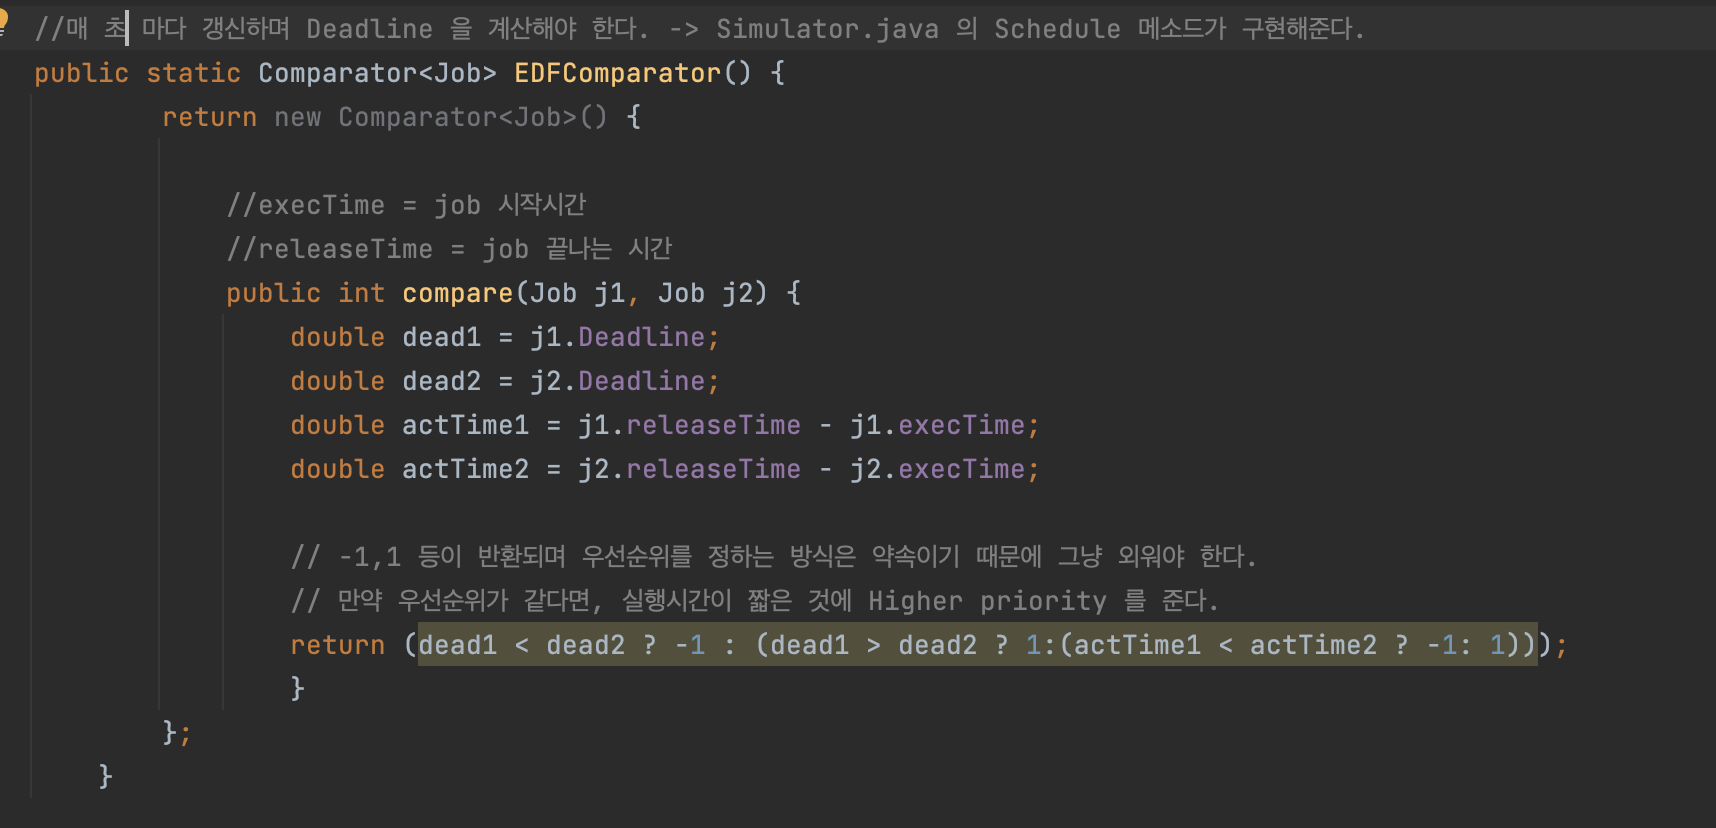 //매 초 마다 갱신하며 Deadline 을 계산해야 한다. -> Simulator.java 의 Schedule 메소드가 구현해준다.
public static Comparator<Job> EDFComparator() {
return new Comparator<Job>() {
//execTime = job 시작시간
//releaseTime = job 끝나는 시간
public int compare(Job j1, Job j2) {
double dead1 = j1.Deadline;
double dead2 = j2.Deadline;
double actTime1 = j1.releaseTime - j1.execTime;
double actTime2 = j2.releaseTime - j2.execTime;
// -1,1 등이 반환되며 우선순위를 정하는 방식은 약속이기 때문에 그냥 외워야 한다.
// 만약 우선순위가 같다면, 실행시간이 짧은 것에 Higher priority 를 준다.
return (dead1 < dead2 ? -1 : (dead1 > dead2 ? 1:(actTime1 < actTime2 ? -1: 1)));
}
};
}